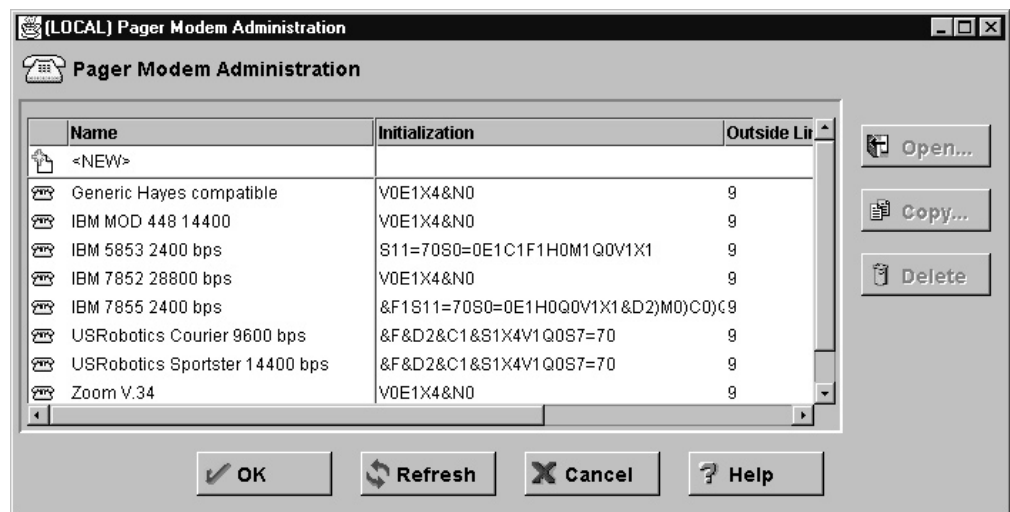 (LOCAL) Pager Modem Administration
Pager Modem Administration
Name Initialization Outside Lin
<NEW>
Generic Hayes compatible V0E1X4&N0 9
IBM MOD 448 14400 V0E1X4&N0 9
IBM 5853 2400 bps S11=70S0=0E1C1F1H0M1Q0V1X1 9
IBM 7852 28800 bps V0E1X4&N0 9
IBM 7855 2400 bps &F1S11=70S0=0E1H0Q0V1X1&D2)M0)C0)C 9
USRobotics Courier 9600 bps &F&D2&C1&S1X4V1Q0S7=70 9
USRobotics Sportster 14400 bps &F&D2&C1&S1X4V1Q0S7=70 9
Zoom V.34 V0E1X4&N0 9
Open...
Copy...
Delete
OK Refresh Cancel Help